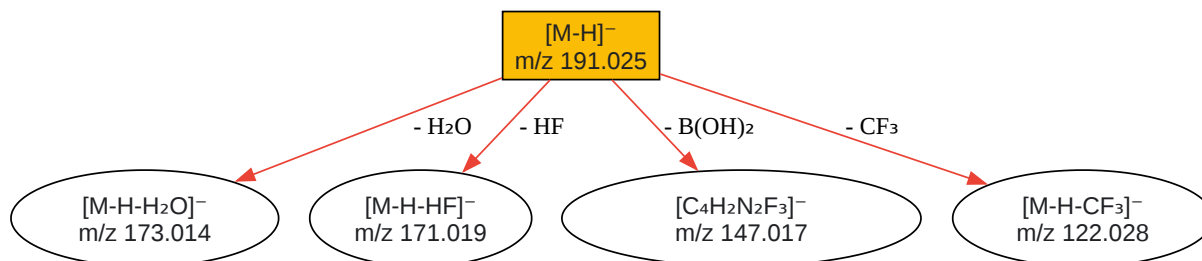 [M-H]⁻
m/z 191.025
- H₂O
- HF
- B(OH)₂
- CF₃
[M-H-H₂O]⁻
m/z 173.014
[M-H-HF]⁻
m/z 171.019
[C₄H₂N₂F₃]⁻
m/z 147.017
[M-H-CF₃]⁻
m/z 122.028